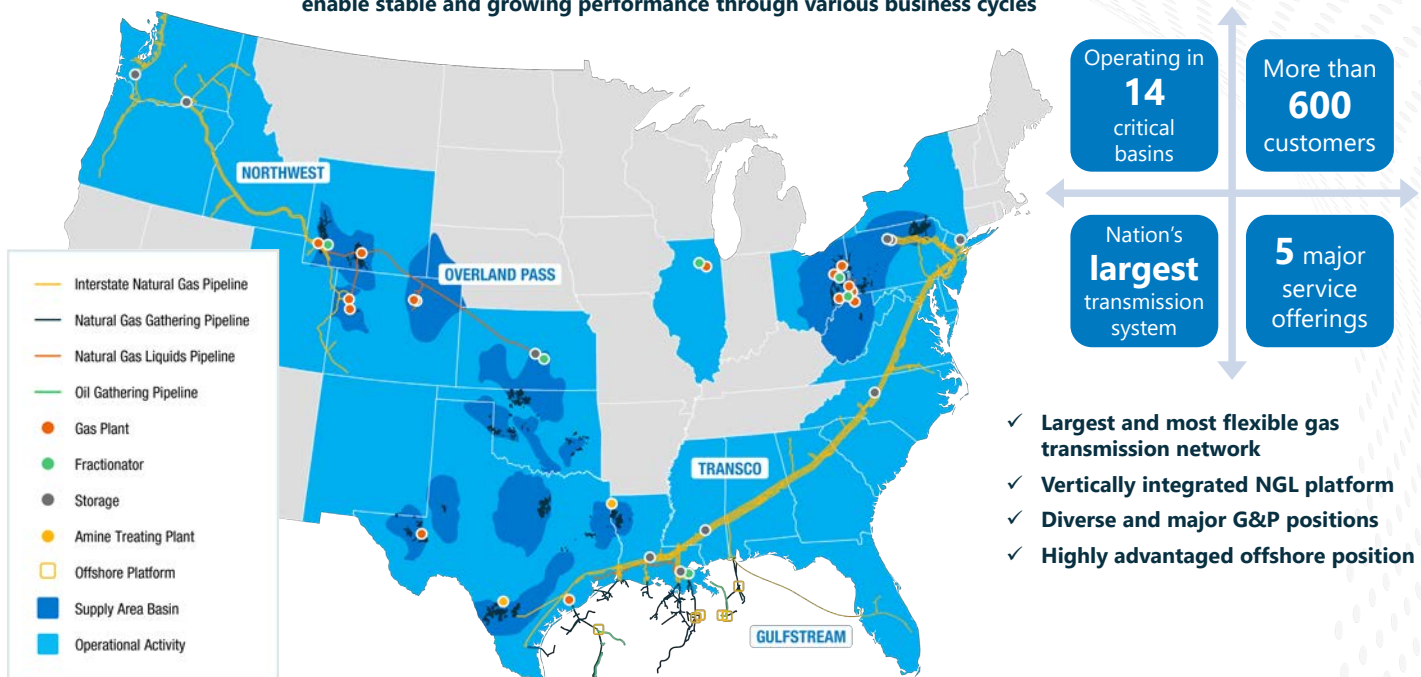 enable stable and growing performance through various business cycles
NORTHWEST
OVERLAND PASS
TRANSCO
GULFSTREAM
Interstate Natural Gas Pipeline
Natural Gas Gathering Pipeline
Natural Gas Liquids Pipeline
Oil Gathering Pipeline
Gas Plant
Fractionator
Storage
Amine Treating Plant
Offshore Platform
Supply Area Basin
Operational Activity
Operating in
14
critical
basins
More than
600
customers
Nation's
largest
transmission
system
5 major
service
offerings
✓ Largest and most flexible gas
transmission network
✓ Vertically integrated NGL platform
✓ Diverse and major G&P positions
✓ Highly advantaged offshore position